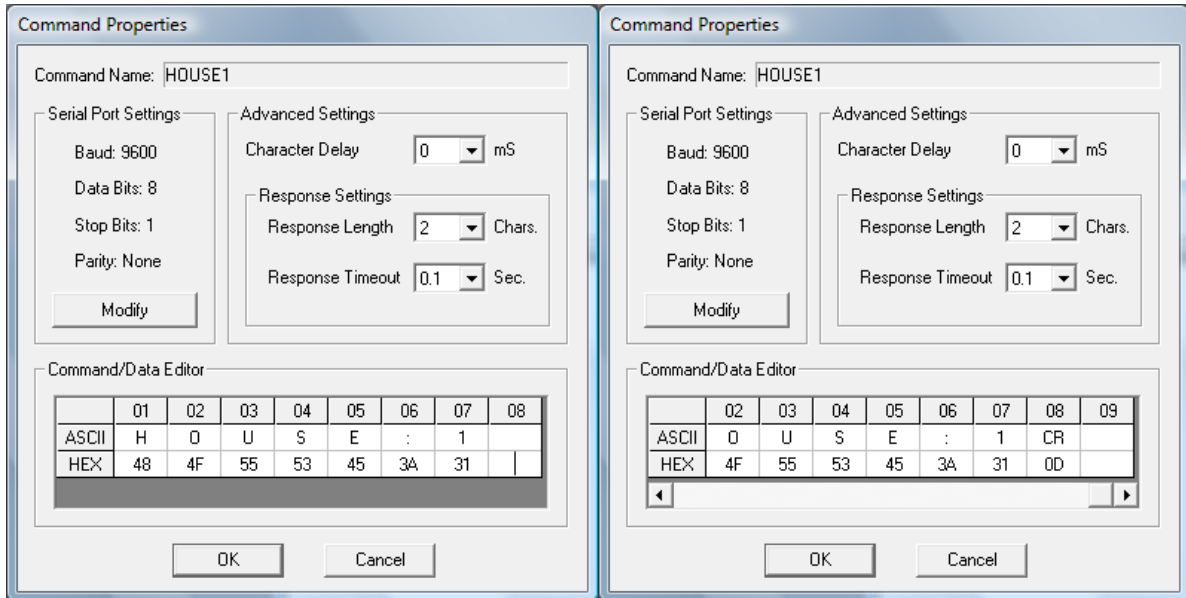 Command Properties
Command Name: HOUSE1
Serial Port Settings
Baud: 9600
Data Bits: 8
Stop Bits: 1
Parity: None
Modify
Advanced Settings
Character Delay 0 mS
Response Settings
Response Length 2 Chars.
Response Timeout 0.1 Sec.
Command/Data Editor
01 02 03 04 05 06 07 08
ASCII H O U S E : 1
HEX 48 4F 55 53 45 3A 31
OK Cancel
Command Properties
Command Name: HOUSE1
Serial Port Settings
Baud: 9600
Data Bits: 8
Stop Bits: 1
Parity: None
Modify
Advanced Settings
Character Delay 0 mS
Response Settings
Response Length 2 Chars.
Response Timeout 0.1 Sec.
Command/Data Editor
02 03 04 05 06 07 08 09
ASCII O U S E : 1 CR
HEX 4F 55 53 45 3A 31 0D
OK Cancel